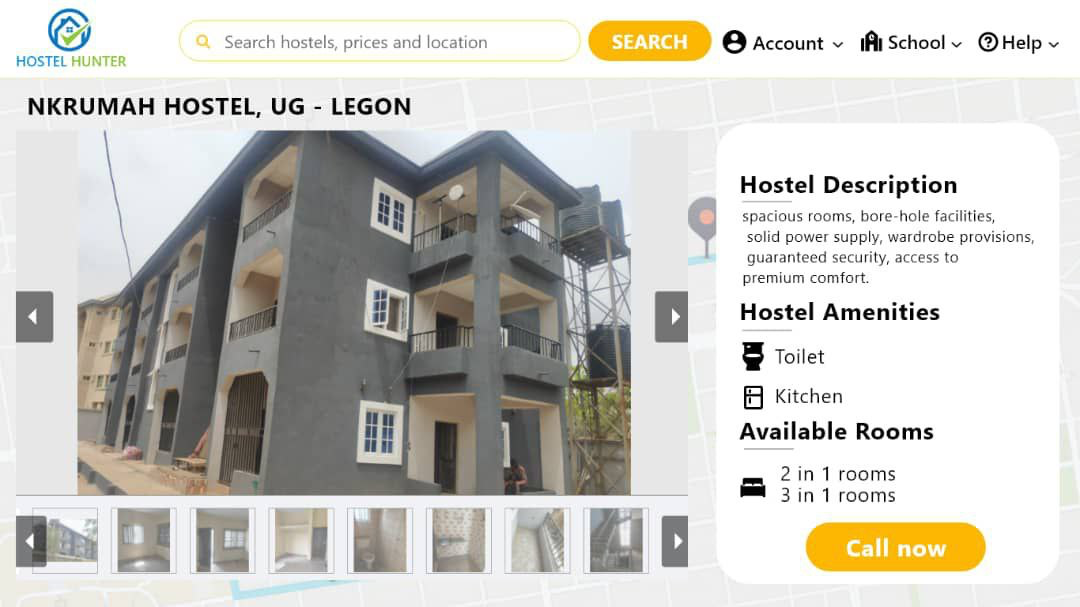 HOSTEL HUNTER
Search hostels, prices and location
SEARCH
Account
School
Help
NKRUMAH HOSTEL, UG - LEGON
Hostel Description
spacious rooms, bore-hole facilities,
solid power supply, wardrobe provisions,
guaranteed security, access to
premium comfort.
Hostel Amenities
Toilet
Kitchen
Available Rooms
2 in 1 rooms
3 in 1 rooms
Call now